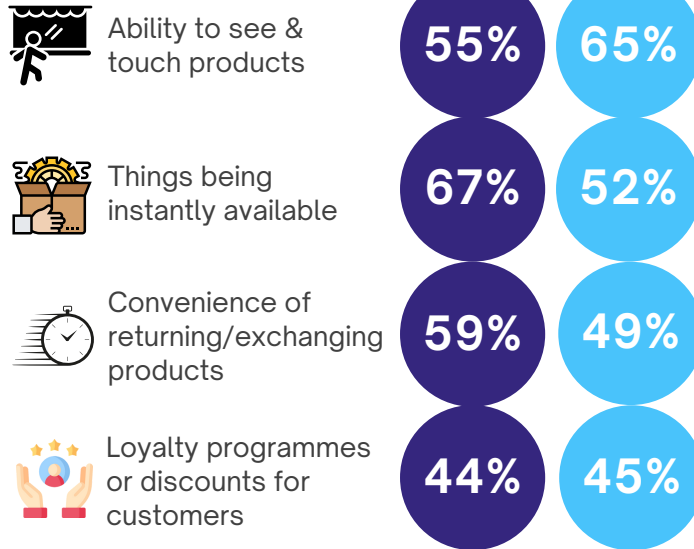 Ability to see &
touch products
55% 65%
Things being
instantly available
67% 52%
Convenience of
returning/exchanging
products
59% 49%
Loyalty programmes
or discounts for
customers
44% 45%